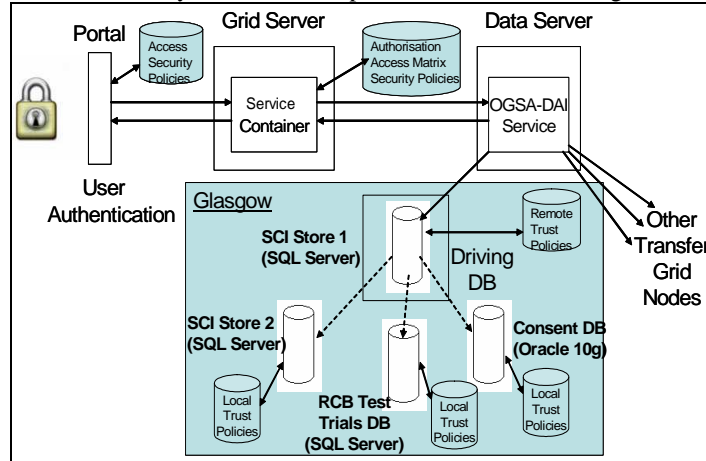 Grid Server
Data Server
Portal
Access
Security
Policies
Authorisation
Access Matrix
Security Policies
Service
Container
OGSA-DAI
Service
User
Authentication
Glasgow
SCI Store 1
(SQL Server)
Remote
Trust
Policies
Driving
DB
Other
Transfer
Grid
Nodes
SCI Store 2
(SQL Server)
Consent DB
(Oracle 10g)
Local
Trust
Policies
RCB Test
Trials DB
(SQL Server)
Local
Trust
Policies
Local
Trust
Policies